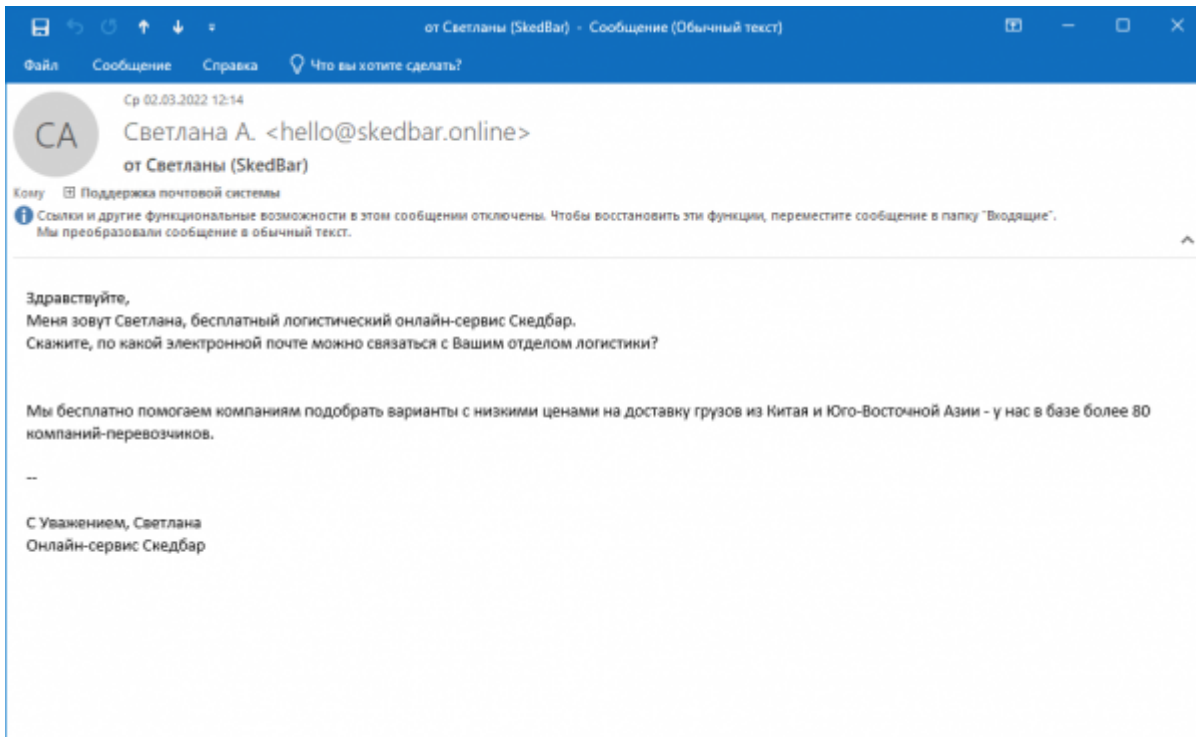 от Светланы (SkedBar) - Сообщение (Обычный текст)
Файл Сообщение Справка Что вы хотите сделать?
Ср 02.03.2022 12:14
СА
Светлана А. <hello@skedbar.online>
от Светланы (SkedBar)
Кому Поддержка почтовой системы
Ссылки и другие функциональные возможности в этом сообщении отключены. Чтобы восстановить эти функции, переместите сообщение в папку "Входящие".
Мы преобразовали сообщение в обычный текст.
Здравствуйте,
Меня зовут Светлана, бесплатный логистический онлайн-сервис Скедбар.
Скажите, по какой электронной почте можно связаться с Вашим отделом логистики?
Мы бесплатно помогаем компаниям подобрать варианты с низкими ценами на доставку грузов из Китая и Юго-Восточной Азии - у нас в базе более 80
компаний-перевозчиков.
--
С Уважением, Светлана
Онлайн-сервис Скедбар